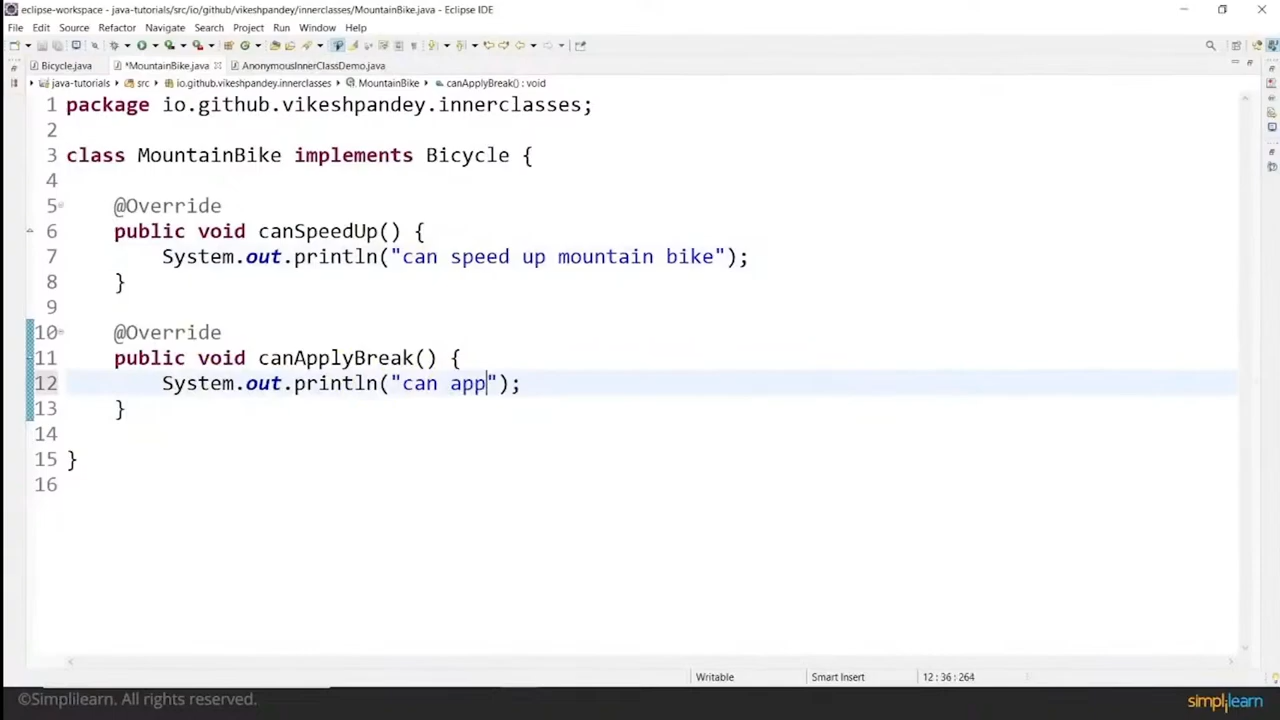 eclipse-workspace - java-tutorials/src/io/github/vikeshpandey/innerclasses/MountainBike.java - Eclipse IDE
File Edit Source Refactor Navigate Search Project Run Window Help
Bicycle.java *MountainBike.java AnonymousInnerClassDemo.java
java-tutorials src io.github.vikeshpandey.innerclasses MountainBike canApplyBreak() : void
1 package io.github.vikeshpandey.innerclasses;
2
3 class MountainBike implements Bicycle {
4
5 @Override
6 public void canSpeedUp() {
7 System.out.println("can speed up mountain bike");
8 }
9
10 @Override
11 public void canApplyBreak() {
12 System.out.println("can app");
13 }
14
15 }
16
Writable Smart Insert 12 : 36 : 264
©Simplilearn. All rights reserved.
simplilearn